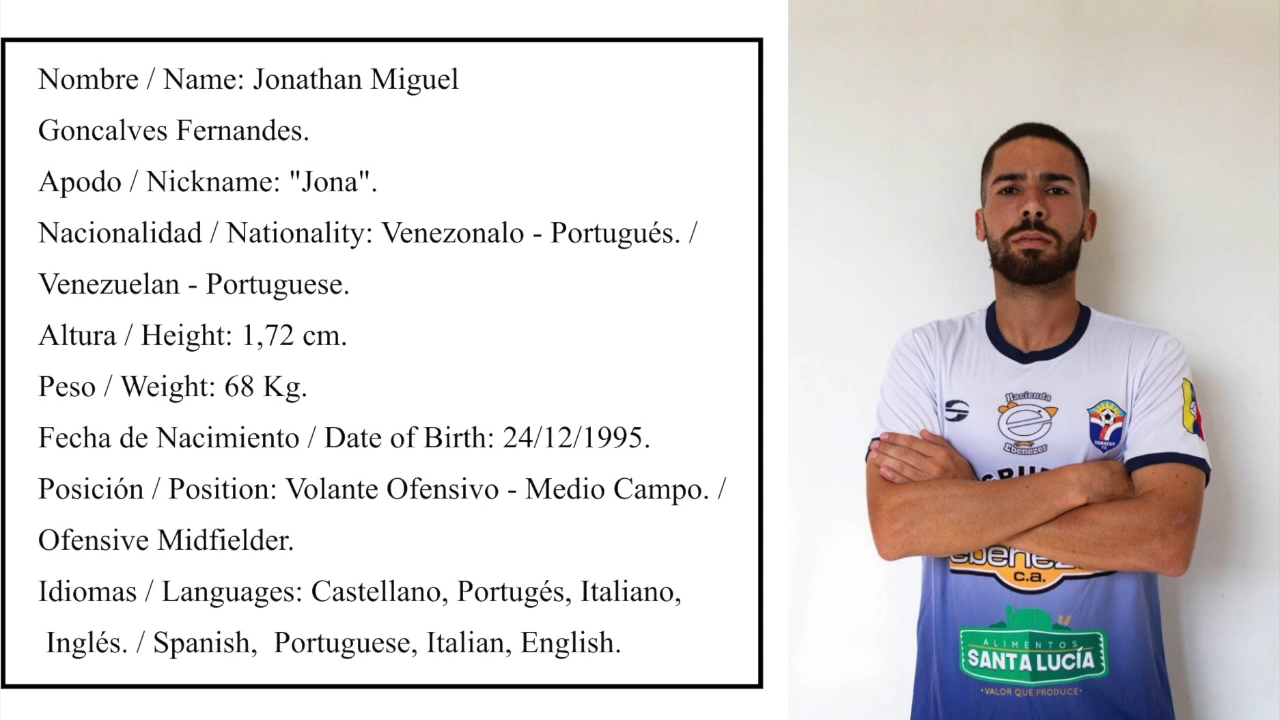 Nombre / Name: Jonathan Miguel
Goncalves Fernandes.
Apodo / Nickname: "Jona".
Nacionalidad / Nationality: Venezonalo - Portugués. /
Venezuelan - Portuguese.
Altura / Height: 1,72 cm.
Peso / Weight: 68 Kg.
Fecha de Nacimiento / Date of Birth: 24/12/1995.
Posición / Position: Volante Ofensivo - Medio Campo. /
Ofensive Midfielder.
Idiomas / Languages: Castellano, Portugés, Italiano,
Inglés. / Spanish,  Portuguese, Italian, English.
Hacienda
Ebenezer
YARACUY
c.a.
ALIMENTOS
SANTA LUCÍA
•VALOR QUE PRODUCE•